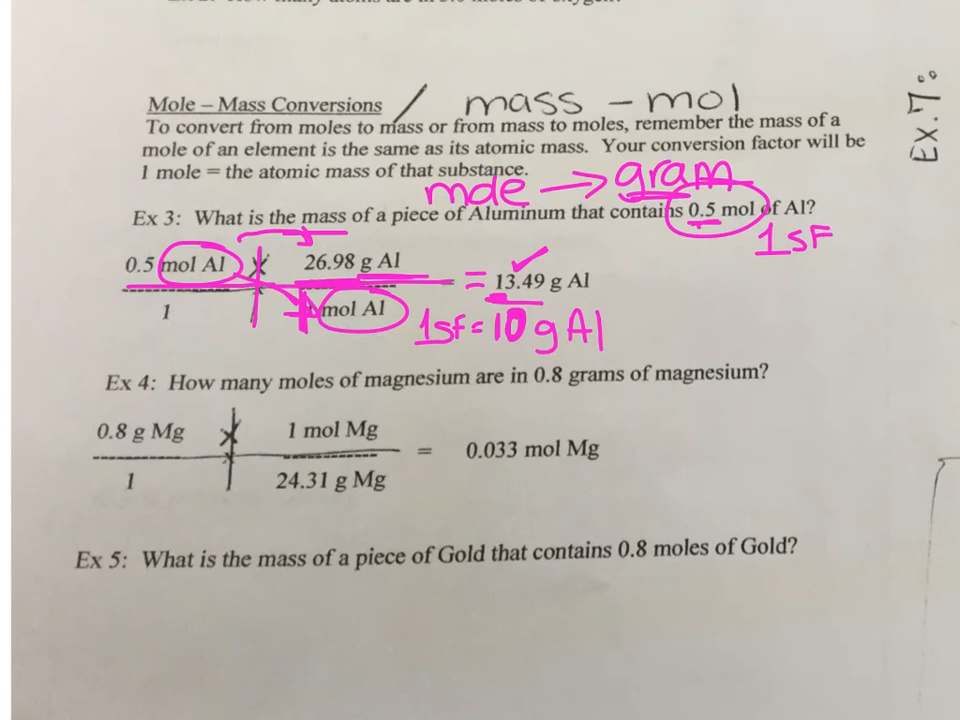 Mole – Mass Conversions / mass – mol
To convert from moles to mass or from mass to moles, remember the mass of a
mole of an element is the same as its atomic mass. Your conversion factor will be
1 mole = the atomic mass of that substance.
mole → gram
Ex 3: What is the mass of a piece of Aluminum that contains 0.5 mol of Al?
1SF
0.5 mol Al x 26.98 g Al
= 13.49 g Al
1 1 mol Al
1sf = 10 g Al
Ex 4: How many moles of magnesium are in 0.8 grams of magnesium?
0.8 g Mg x 1 mol Mg
= 0.033 mol Mg
1 24.31 g Mg
Ex 5: What is the mass of a piece of Gold that contains 0.8 moles of Gold?
EX.7: